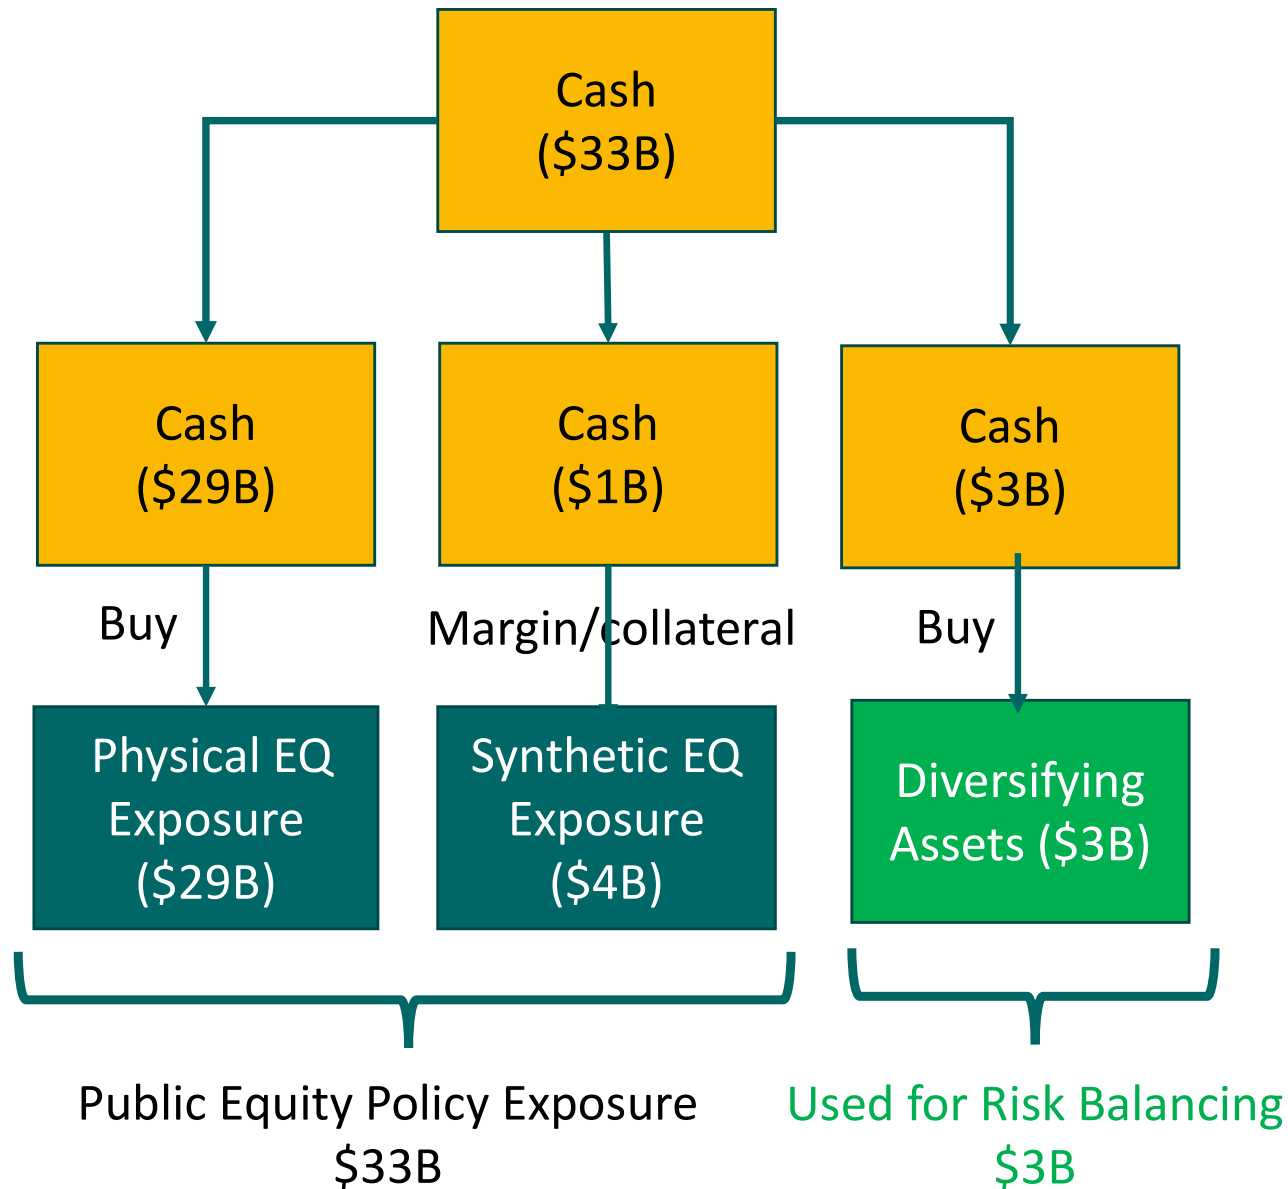 Cash
($33B)
Cash
($29B)
Cash
($1B)
Cash
($3B)
Buy
Margin/collateral
Buy
Physical EQ
Exposure
($29B)
Synthetic EQ
Exposure
($4B)
Diversifying
Assets ($3B)
Public Equity Policy Exposure
$33B
Used for Risk Balancing
$3B